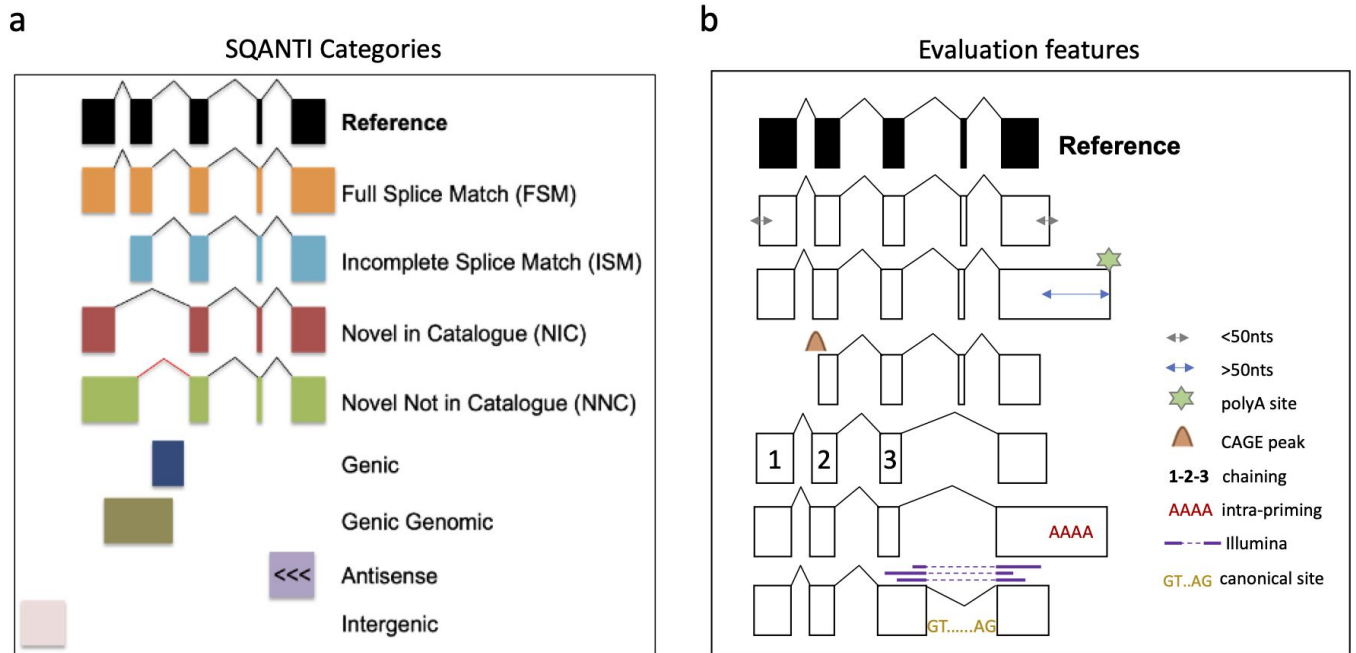 a
SQANTI Categories
Reference
Full Splice Match (FSM)
Incomplete Splice Match (ISM)
Novel in Catalogue (NIC)
Novel Not in Catalogue (NNC)
Genic
Genic Genomic
<<< Antisense
Intergenic
b
Evaluation features
Reference
<50nts
>50nts
polyA site
CAGE peak
1-2-3 chaining
AAAA intra-priming
Illumina
GT..AG canonical site
1 2 3
AAAA
GT......AG